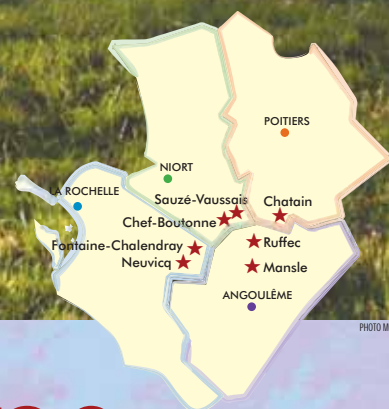 POITIERS
NIORT
LA ROCHELLE
Sauzé-Vaussais
Chatain
Chef-Boutonne
Fontaine-Chalendray
Ruffec
Neuvicq
Mansle
ANGOULÊME
PHOTO M